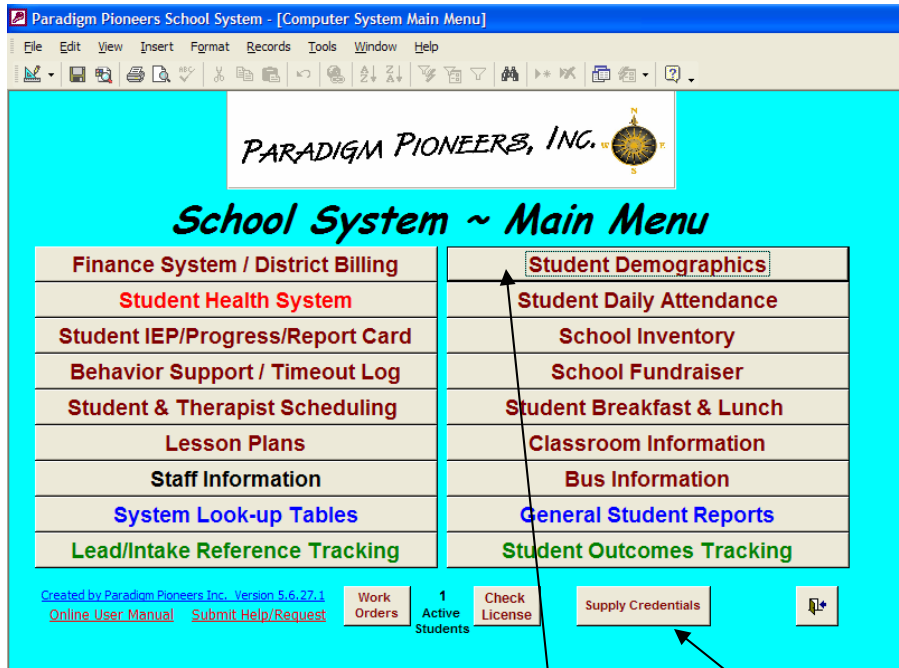 Paradigm Pioneers School System - [Computer System Main Menu]
File Edit View Insert Format Records Tools Window Help
PARADIGM PIONEERS, INC.
N
W E
S
School System ~ Main Menu
Finance System / District Billing Student Demographics
Student Health System Student Daily Attendance
Student IEP/Progress/Report Card School Inventory
Behavior Support / Timeout Log School Fundraiser
Student & Therapist Scheduling Student Breakfast & Lunch
Lesson Plans Classroom Information
Staff Information Bus Information
System Look-up Tables General Student Reports
Lead/Intake Reference Tracking Student Outcomes Tracking
Created by Paradigm Pioneers Inc. Version 5.6.27.1
Online User Manual Submit Help/Request
Work
Orders
1
Active
Students
Check
License
Supply Credentials